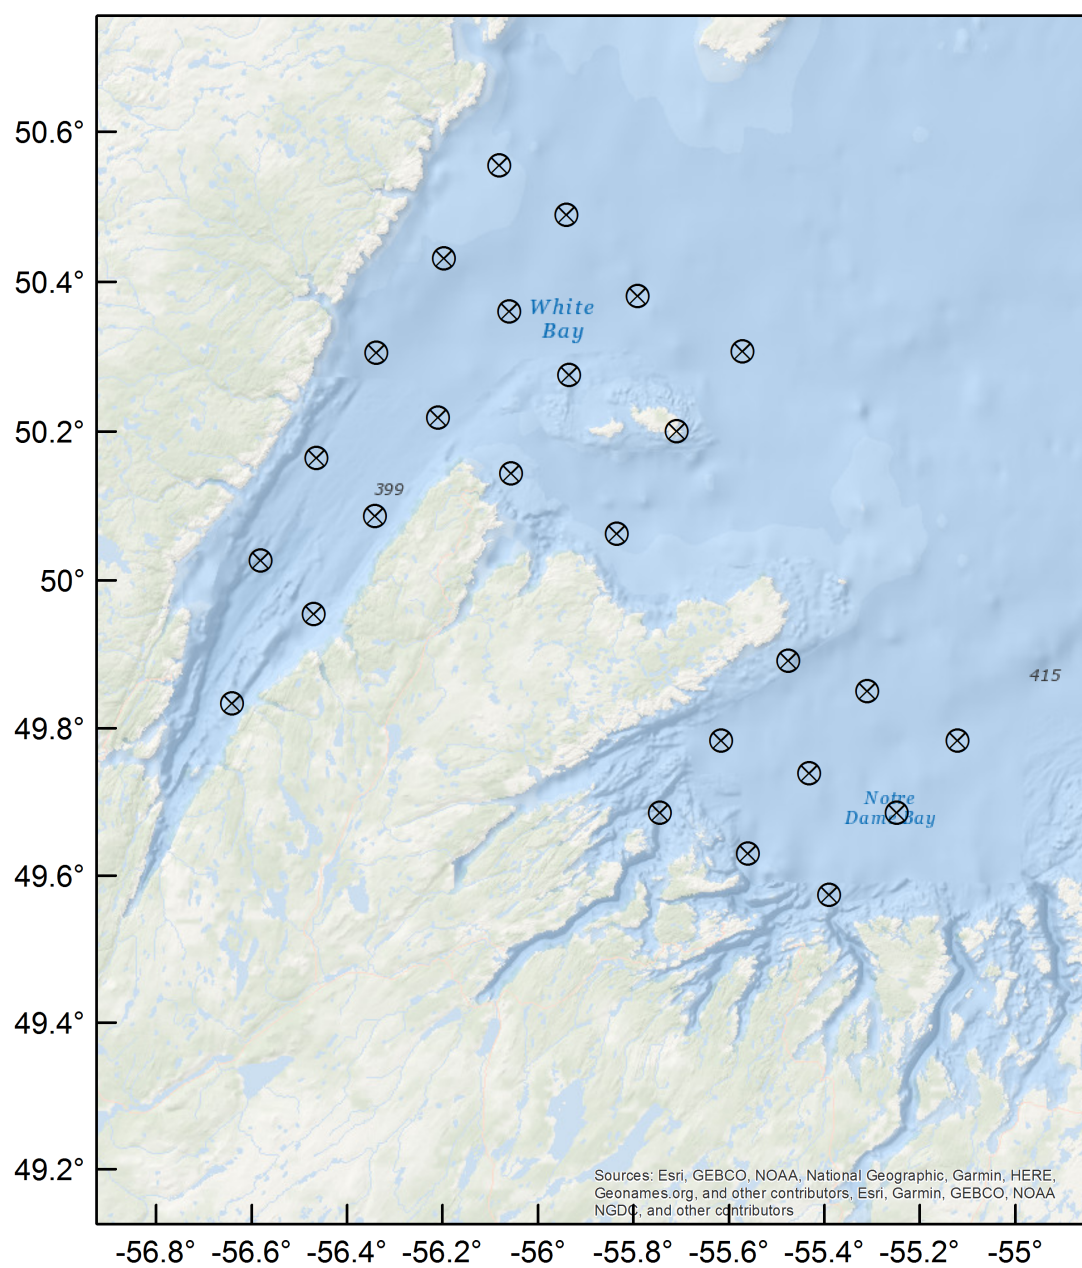 50.6°
50.4°
White
Bay
50.2°
399
50°
415
49.8°
Notre
Dame Bay
49.6°
49.4°
49.2°
Sources: Esri, GEBCO, NOAA, National Geographic, Garmin, HERE,
Geonames.org, and other contributors, Esri, Garmin, GEBCO, NOAA
NGDC, and other contributors
-56.8° -56.6° -56.4° -56.2° -56° -55.8° -55.6° -55.4° -55.2° -55°